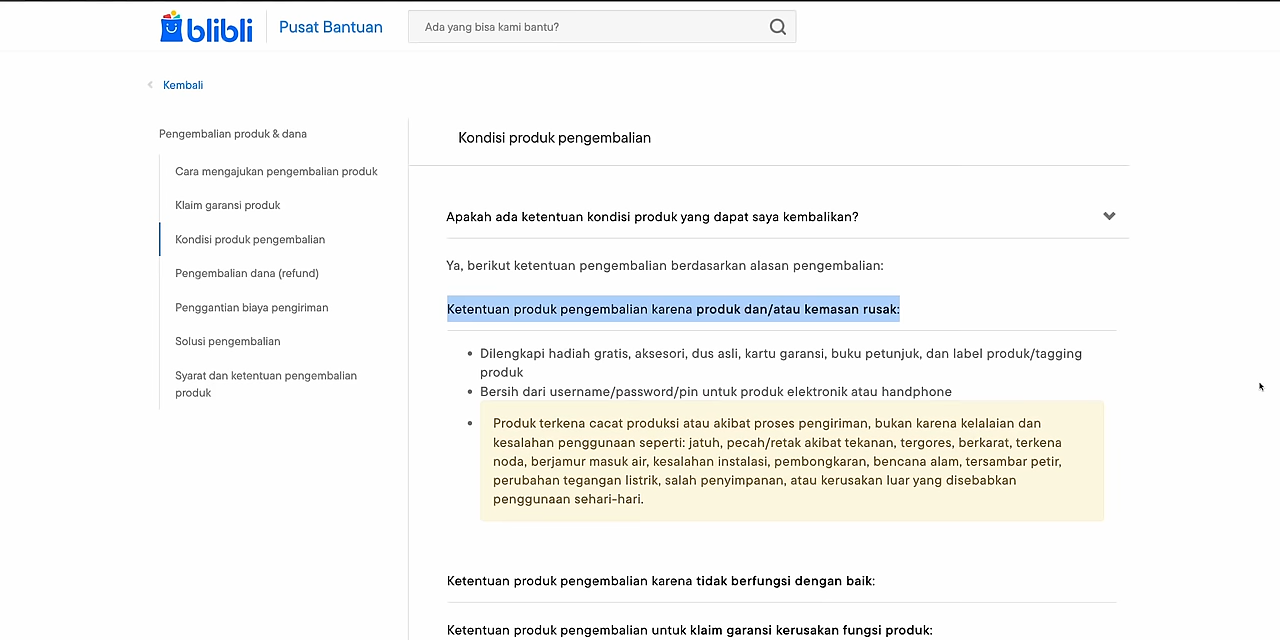 blibli
Pusat Bantuan
Ada yang bisa kami bantu?
Kembali
Pengembalian produk & dana
Cara mengajukan pengembalian produk
Klaim garansi produk
Kondisi produk pengembalian
Pengembalian dana (refund)
Penggantian biaya pengiriman
Solusi pengembalian
Syarat dan ketentuan pengembalian
produk
Kondisi produk pengembalian
Apakah ada ketentuan kondisi produk yang dapat saya kembalikan?
Ya, berikut ketentuan pengembalian berdasarkan alasan pengembalian:
Ketentuan produk pengembalian karena produk dan/atau kemasan rusak:
• Dilengkapi hadiah gratis, aksesori, dus asli, kartu garansi, buku petunjuk, dan label produk/tagging
produk
• Bersih dari username/password/pin untuk produk elektronik atau handphone
• Produk terkena cacat produksi atau akibat proses pengiriman, bukan karena kelalaian dan
kesalahan penggunaan seperti: jatuh, pecah/retak akibat tekanan, tergores, berkarat, terkena
noda, berjamur masuk air, kesalahan instalasi, pembongkaran, bencana alam, tersambar petir,
perubahan tegangan listrik, salah penyimpanan, atau kerusakan luar yang disebabkan
penggunaan sehari-hari.
Ketentuan produk pengembalian karena tidak berfungsi dengan baik:
Ketentuan produk pengembalian untuk klaim garansi kerusakan fungsi produk: